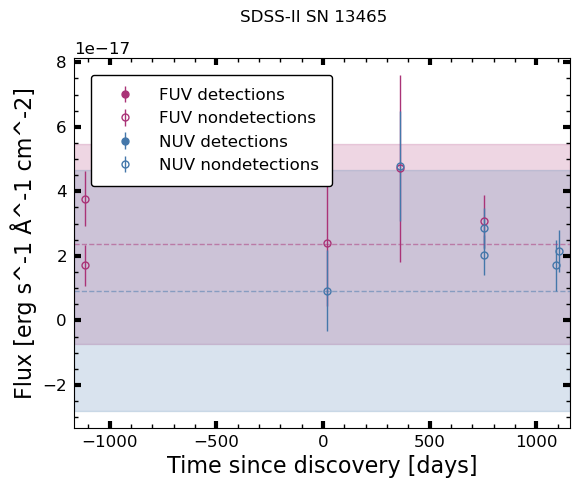 SDSS-II SN 13465
1e−17
8
6
4
2
0
−2
FUV detections
FUV nondetections
NUV detections
NUV nondetections
Flux [erg s^-1 Å^-1 cm^-2]
−1000 −500 0 500 1000
Time since discovery [days]